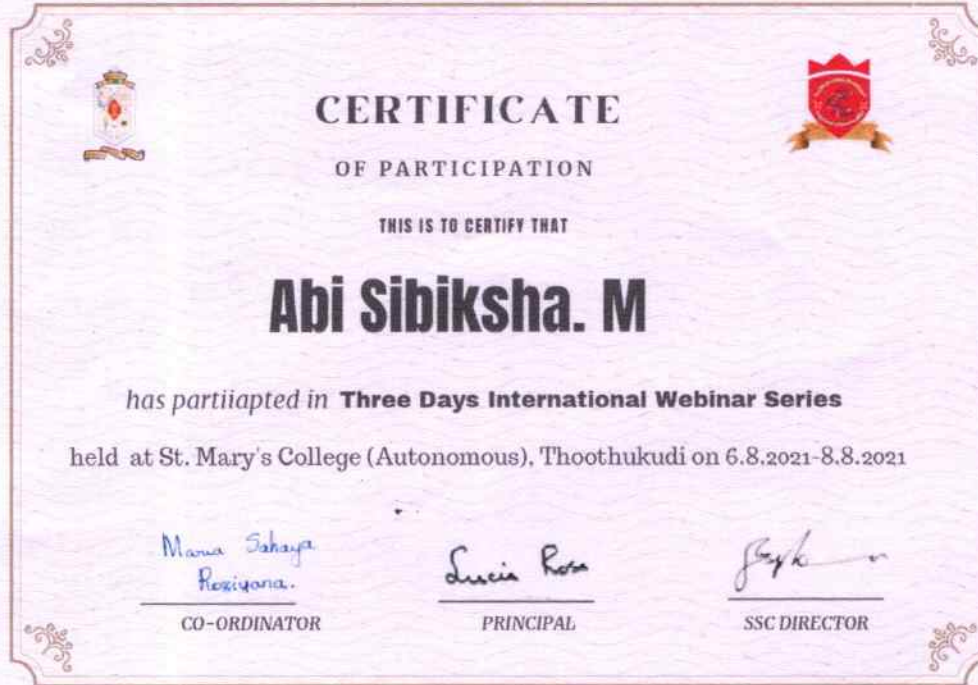 CERTIFICATE
OF PARTICIPATION
THIS IS TO CERTIFY THAT
Abi Sibiksha. M
has partiiapted in Three Days International Webinar Series
held at St. Mary's College (Autonomous), Thoothukudi on 6.8.2021-8.8.2021
Maria Sahaya
Roziyana.
Lucia Rose
CO-ORDINATOR
PRINCIPAL
SSC DIRECTOR